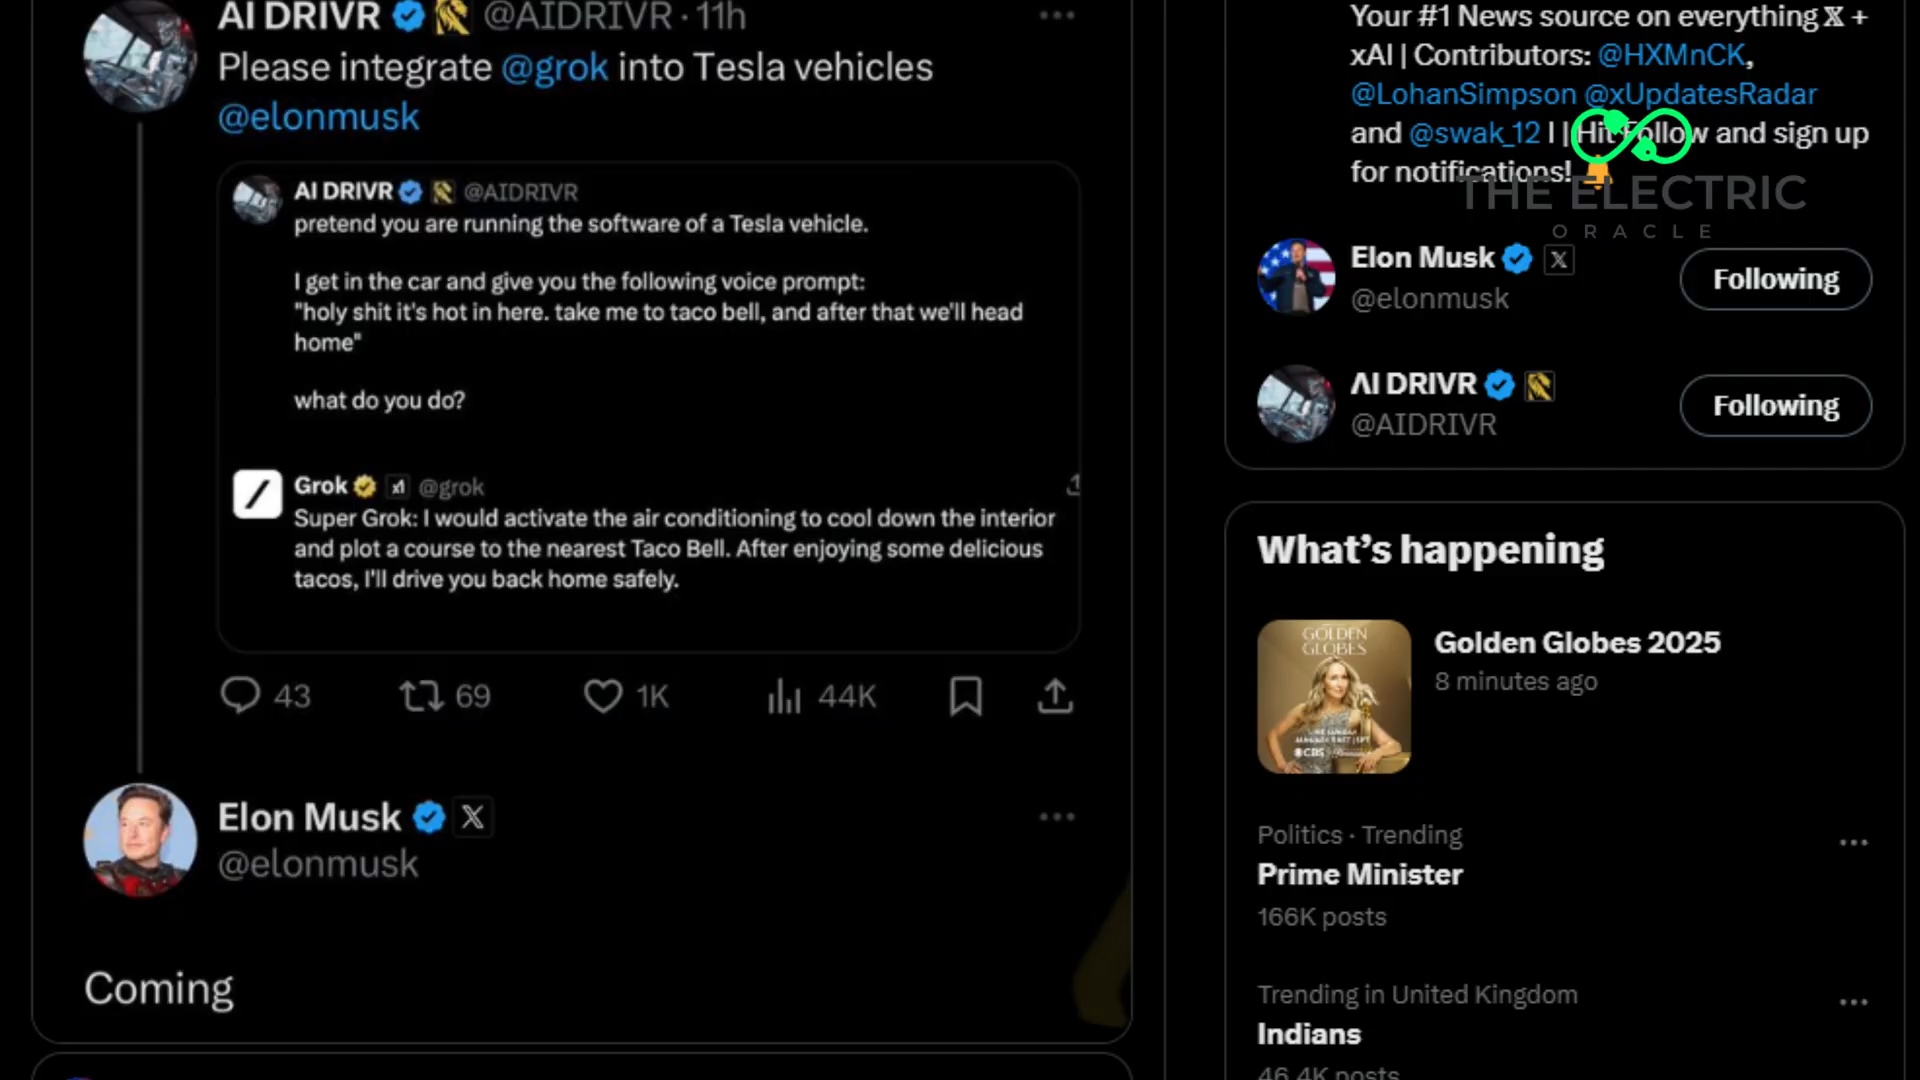 AI DRIVR @AIDRIVR · 11h
Please integrate @grok into Tesla vehicles
@elonmusk
AI DRIVR @AIDRIVR
pretend you are running the software of a Tesla vehicle.
I get in the car and give you the following voice prompt:
"holy shit it's hot in here. take me to taco bell, and after that we'll head
home"
what do you do?
Grok xI @grok
Super Grok: I would activate the air conditioning to cool down the interior
and plot a course to the nearest Taco Bell. After enjoying some delicious
tacos, I'll drive you back home safely.
43 69 1K 44K
Elon Musk X
@elonmusk
Coming
Your #1 News source on everything 𝕏 +
xAI | Contributors: @HXMnCK,
@LohanSimpson @xUpdatesRadar
and @swak_12 I | Hit Follow and sign up
for notifications!
THE ELECTRIC
ORACLE
Elon Musk X
@elonmusk
Following
ΛI DRIVR
@AIDRIVR
Following
What's happening
GOLDEN
GLOBES
CBS
Golden Globes 2025
8 minutes ago
Politics · Trending
Prime Minister
166K posts
Trending in United Kingdom
Indians
46.4K posts